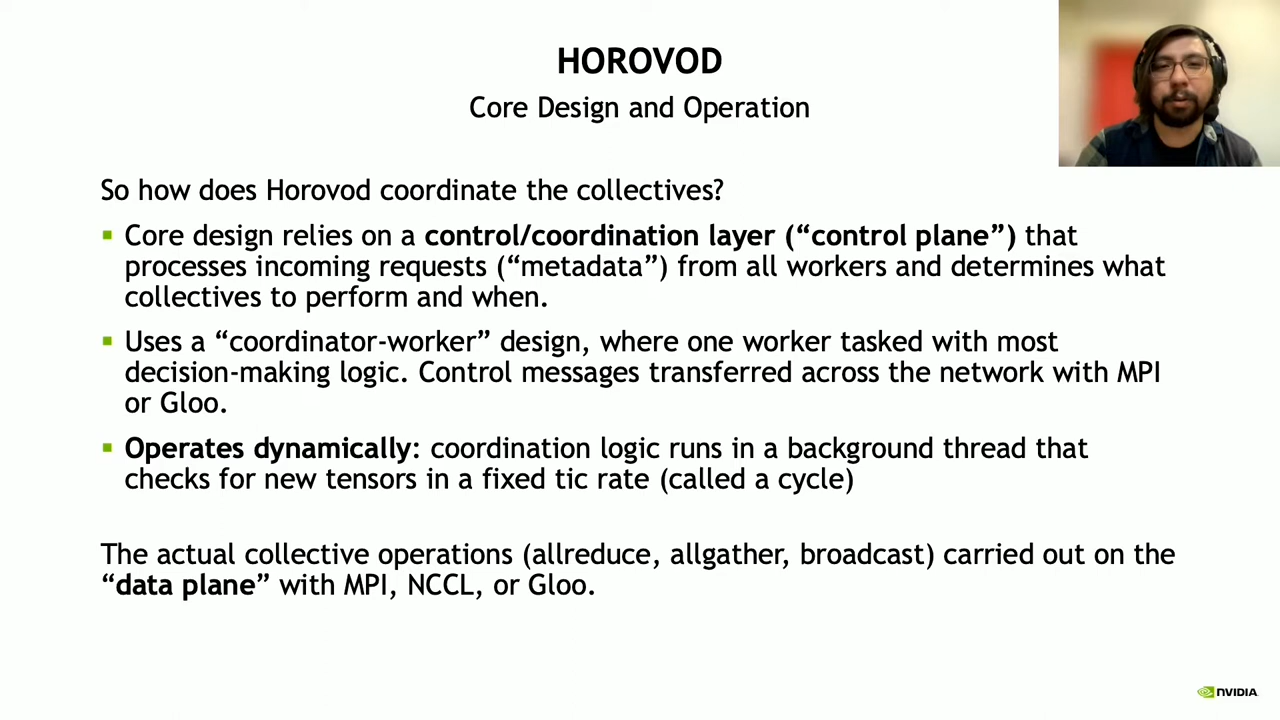 HOROVOD
Core Design and Operation
So how does Horovod coordinate the collectives?
Core design relies on a control/coordination layer (“control plane”) that
processes incoming requests (“metadata”) from all workers and determines what
collectives to perform and when.
Uses a “coordinator-worker” design, where one worker tasked with most
decision-making logic. Control messages transferred across the network with MPI
or Gloo.
Operates dynamically: coordination logic runs in a background thread that
checks for new tensors in a fixed tic rate (called a cycle)
The actual collective operations (allreduce, allgather, broadcast) carried out on the
“data plane” with MPI, NCCL, or Gloo.
NVIDIA